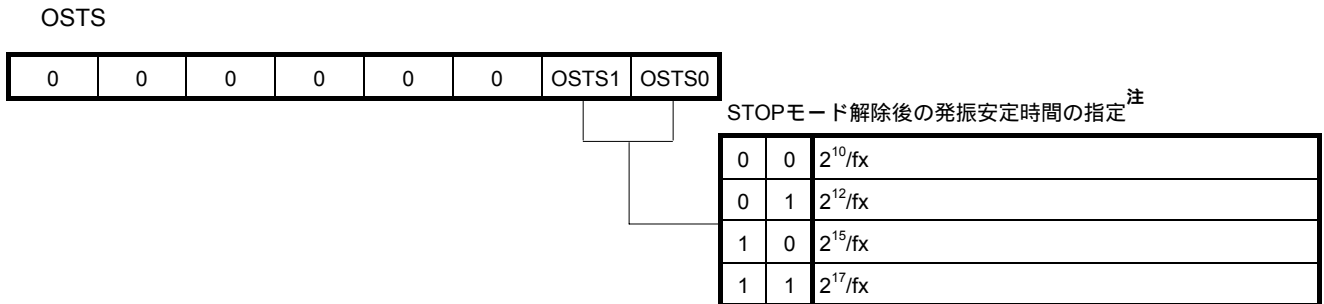 OSTS
0 0 0 0 0 0 OSTS1 OSTS0
STOPモード解除後の発振安定時間の指定注
0 0 2^10/fx
0 1 2^12/fx
1 0 2^15/fx
1 1 2^17/fx